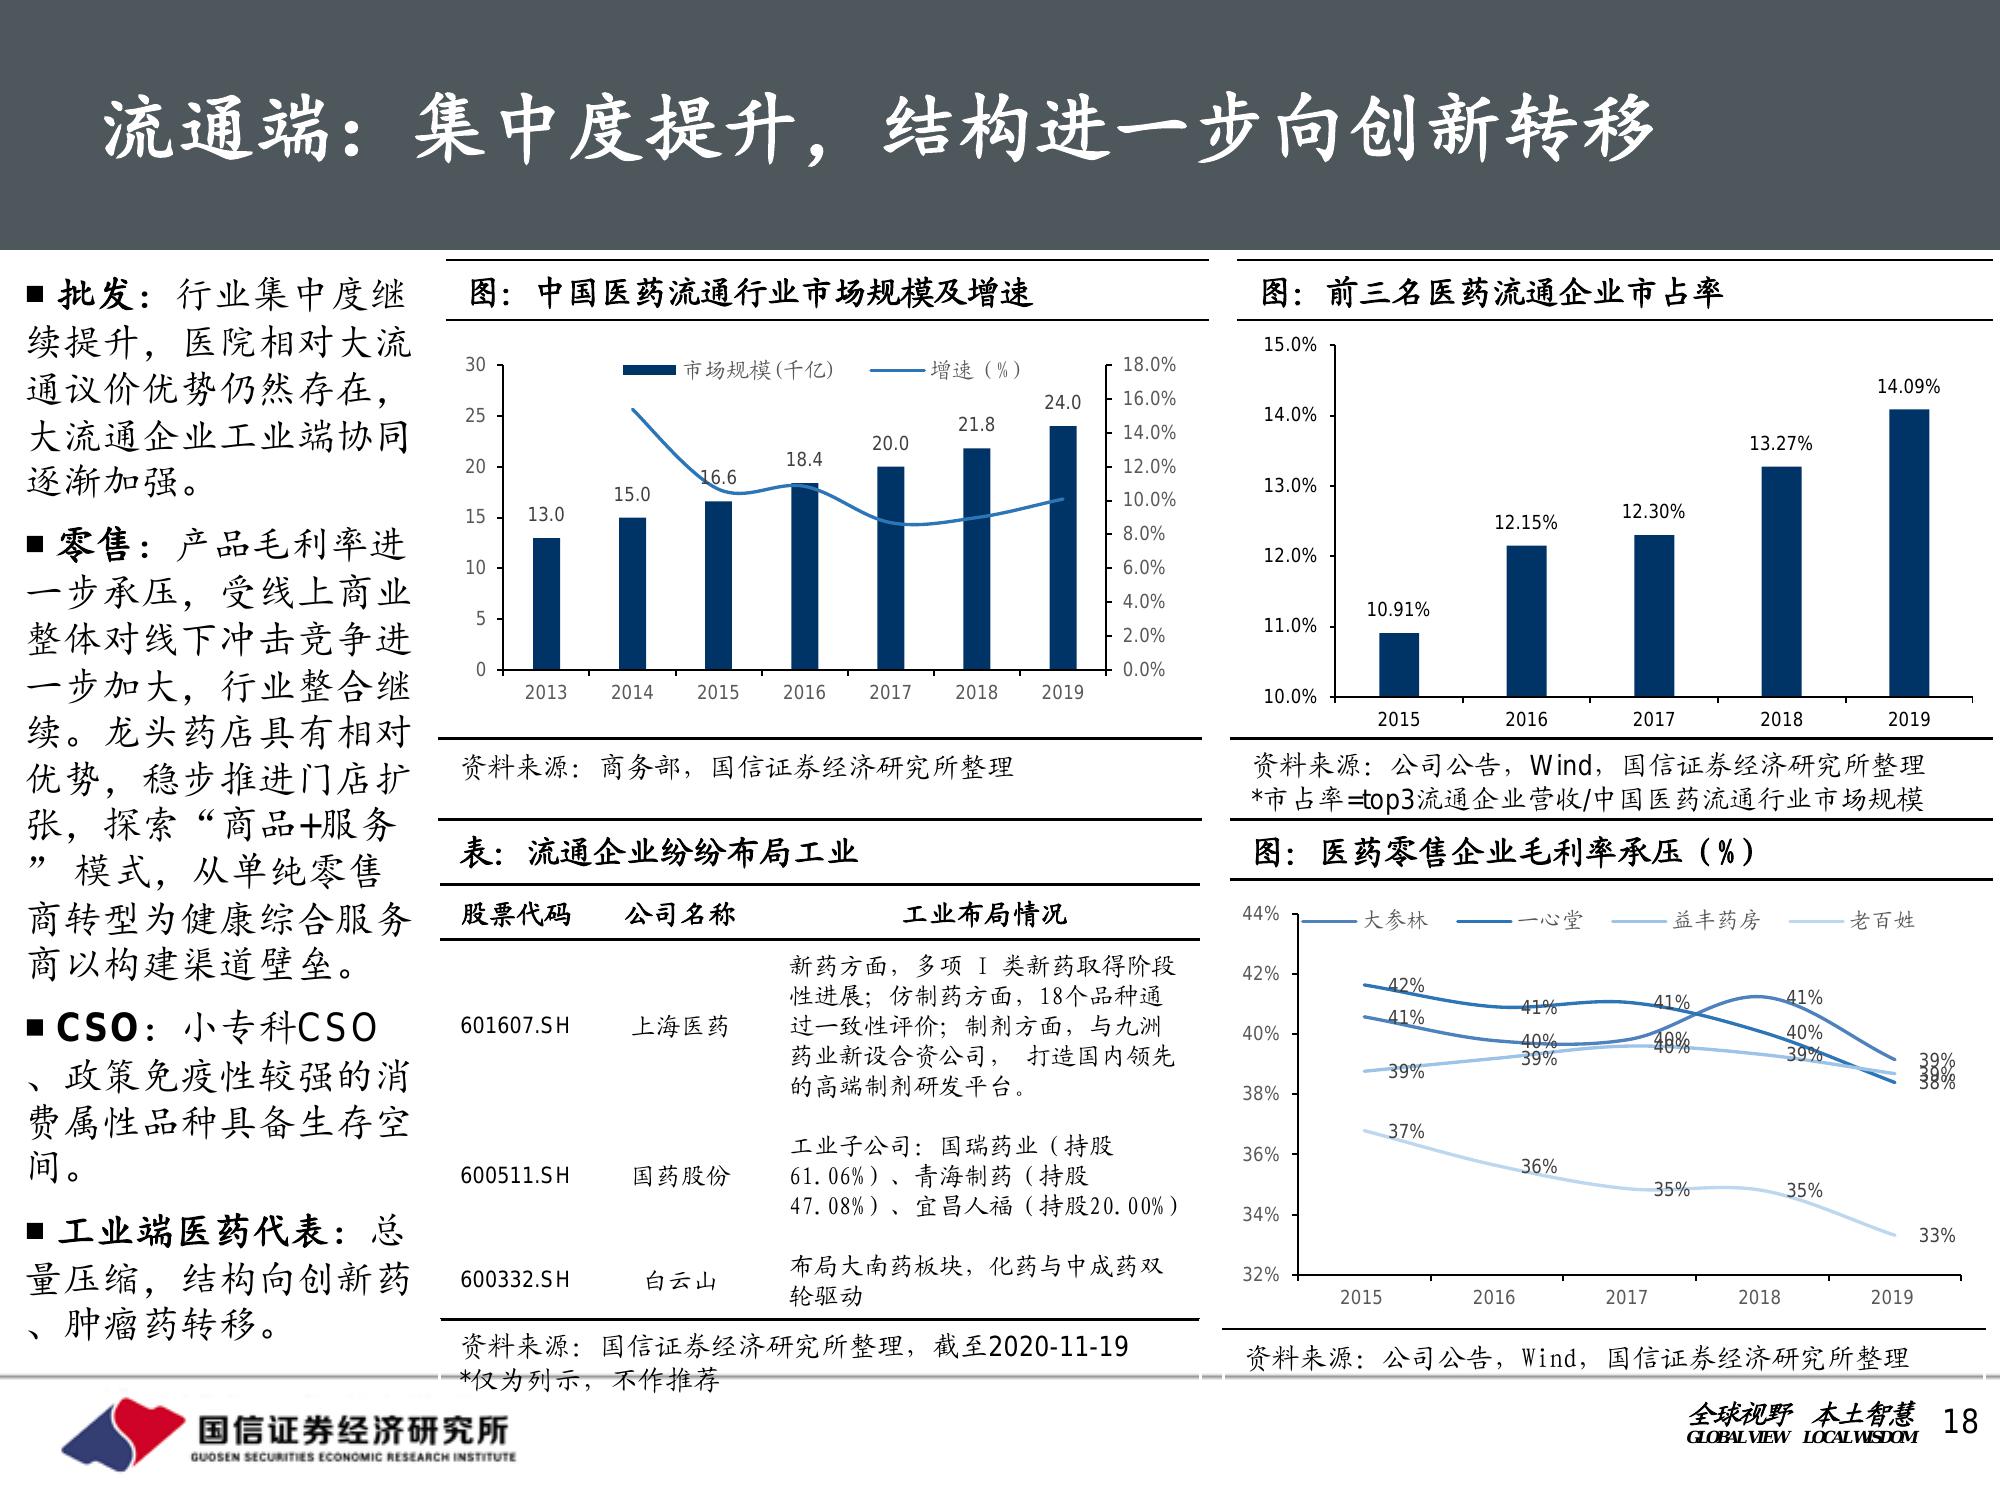 流通端：集中度提升，结构进一步向创新转移
■ 批发：行业集中度继
续提升，医院相对大流
通议价优势仍然存在，
大流通企业工业端协同
逐渐加强。
■ 零售：产品毛利率进
一步承压，受线上商业
整体对线下冲击竞争进
一步加大，行业整合继
续。龙头药店具有相对
优势，稳步推进门店扩
张，探索“商品+服务
”模式，从单纯零售
商转型为健康综合服务
商以构建渠道壁垒。
■ CSO：小专科CSO
、政策免疫性较强的消
费属性品种具备生存空
间。
■ 工业端医药代表：总
量压缩，结构向创新药
、肿瘤药转移。
图：中国医药流通行业市场规模及增速
市场规模(千亿) 增速（%）
30
25
20
15
10
5
0
18.0%
16.0%
14.0%
12.0%
10.0%
8.0%
6.0%
4.0%
2.0%
0.0%
13.0 15.0 16.6 18.4 20.0 21.8 24.0
2013 2014 2015 2016 2017 2018 2019
资料来源：商务部，国信证券经济研究所整理
图：前三名医药流通企业市占率
15.0%
14.0%
13.0%
12.0%
11.0%
10.0%
10.91% 12.15% 12.30% 13.27% 14.09%
2015 2016 2017 2018 2019
资料来源：公司公告，Wind，国信证券经济研究所整理
*市占率=top3流通企业营收/中国医药流通行业市场规模
表：流通企业纷纷布局工业
股票代码 公司名称 工业布局情况
601607.SH 上海医药
新药方面，多项 I 类新药取得阶段
性进展；仿制药方面，18个品种通
过一致性评价；制剂方面，与九洲
药业新设合资公司， 打造国内领先
的高端制剂研发平台。
600511.SH 国药股份
工业子公司：国瑞药业（持股
61.06%）、青海制药（持股
47.08%）、宜昌人福（持股20.00%）
600332.SH 白云山
布局大南药板块，化药与中成药双
轮驱动
资料来源：国信证券经济研究所整理，截至2020-11-19
*仅为列示，不作推荐
图：医药零售企业毛利率承压（%）
大参林 一心堂 益丰药房 老百姓
44%
42%
40%
38%
36%
34%
32%
42% 41% 41% 40% 38%
41% 40% 40% 41% 39%
39% 39% 40% 39% 39%
37% 36% 35% 35% 33%
2015 2016 2017 2018 2019
资料来源：公司公告，Wind，国信证券经济研究所整理
国信证券经济研究所
GUOSEN SECURITIES ECONOMIC RESEARCH INSTITUTE
全球视野 本土智慧
GLOBAL VIEW LOCAL WISDOM
18